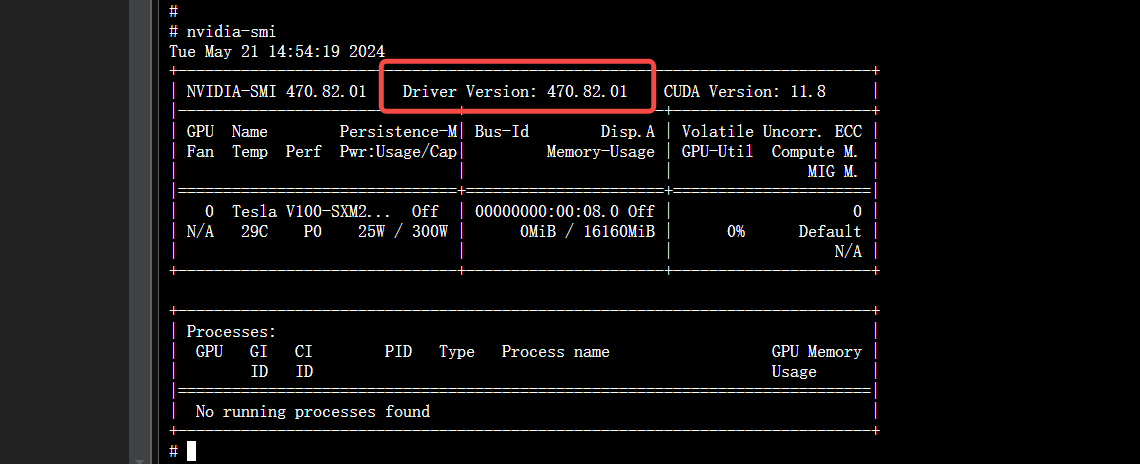 #
# nvidia-smi
Tue May 21 14:54:19 2024
+-----------------------------------------------------------------------------+
| NVIDIA-SMI 470.82.01    Driver Version: 470.82.01    CUDA Version: 11.8     |
|-------------------------------+----------------------+----------------------+
| GPU  Name        Persistence-M| Bus-Id        Disp.A | Volatile Uncorr. ECC |
| Fan  Temp  Perf  Pwr:Usage/Cap|         Memory-Usage | GPU-Util  Compute M. |
|                               |                      |               MIG M. |
|===============================+======================+======================|
|   0  Tesla V100-SXM2...  Off  | 00000000:00:08.0 Off |                    0 |
| N/A   29C    P0    25W / 300W |      0MiB / 16160MiB |      0%      Default |
|                               |                      |                  N/A |
+-------------------------------+----------------------+----------------------+
+-----------------------------------------------------------------------------+
| Processes:                                                                  |
|  GPU   GI   CI        PID   Type   Process name                  GPU Memory |
|        ID   ID                                                   Usage      |
|=============================================================================|
|  No running processes found                                                 |
+-----------------------------------------------------------------------------+
#